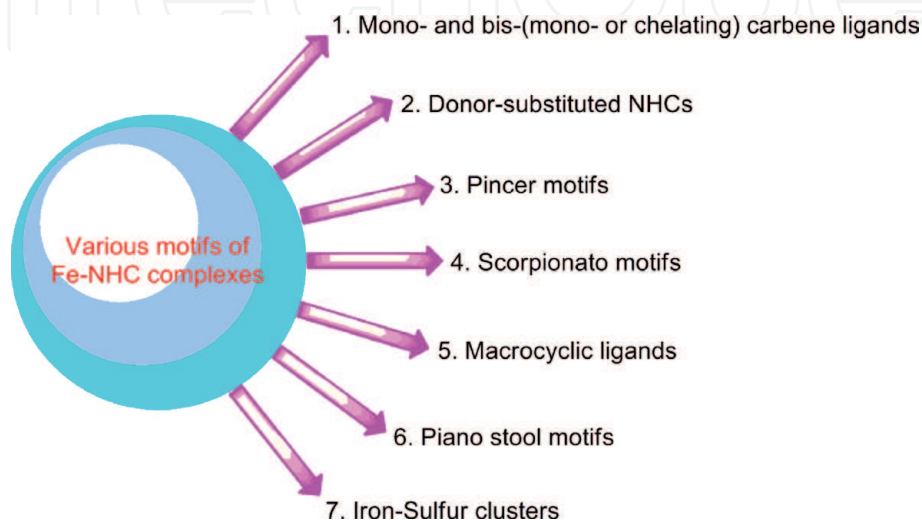 1. Mono- and bis-(mono- or chelating) carbene ligands
2. Donor-substituted NHCs
3. Pincer motifs
Various motifs of
Fe-NHC complexes
4. Scorpionato motifs
5. Macrocyclic ligands
6. Piano stool motifs
7. Iron-Sulfur clusters